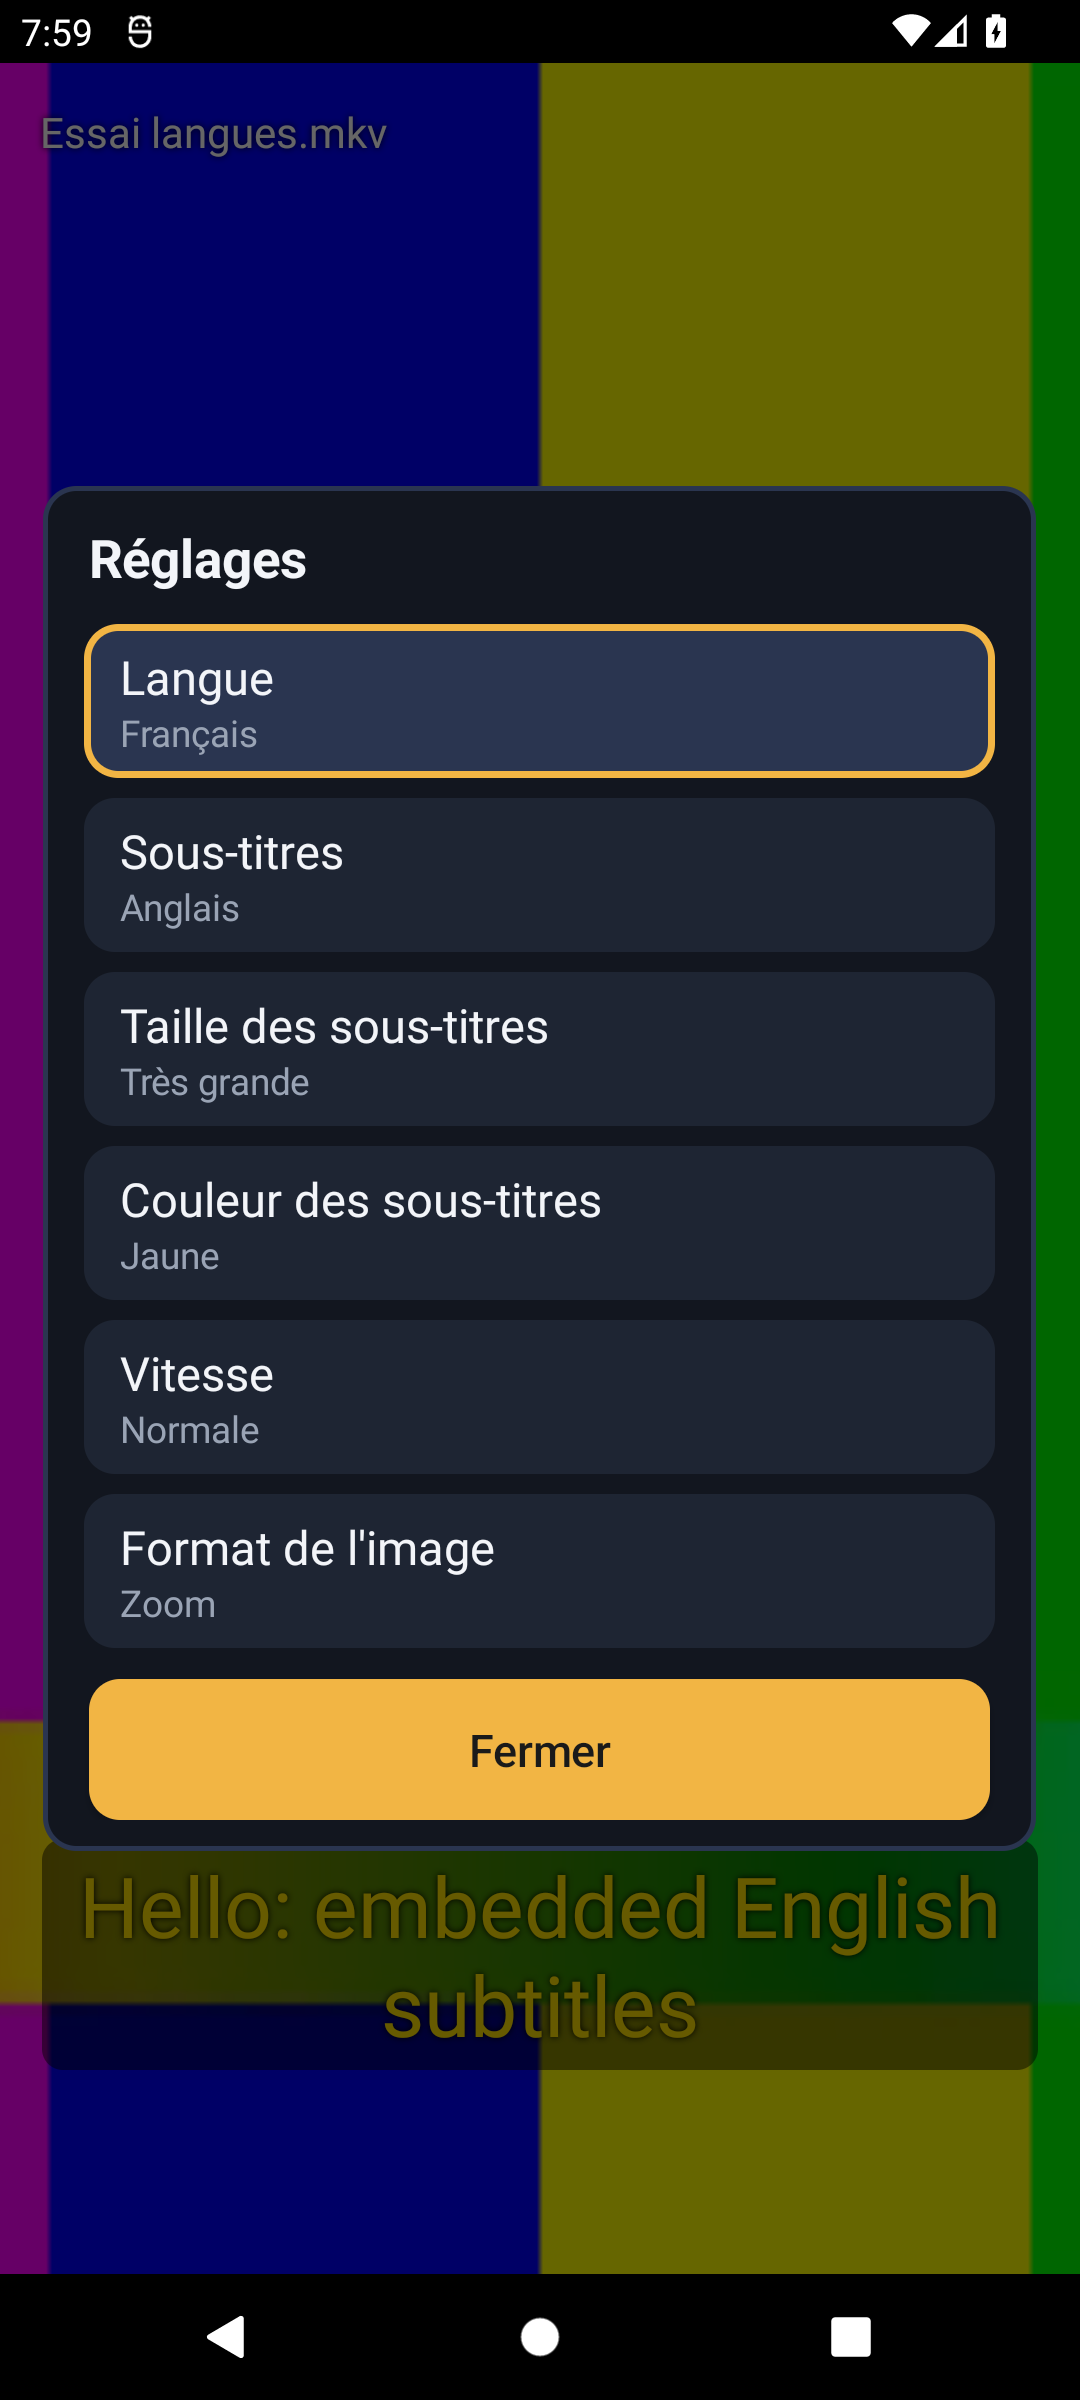 7:59
Essai langues.mkv
Réglages
Langue
Français
Sous-titres
Anglais
Taille des sous-titres
Très grande
Couleur des sous-titres
Jaune
Vitesse
Normale
Format de l'image
Zoom
Fermer
Hello: embedded English
subtitles